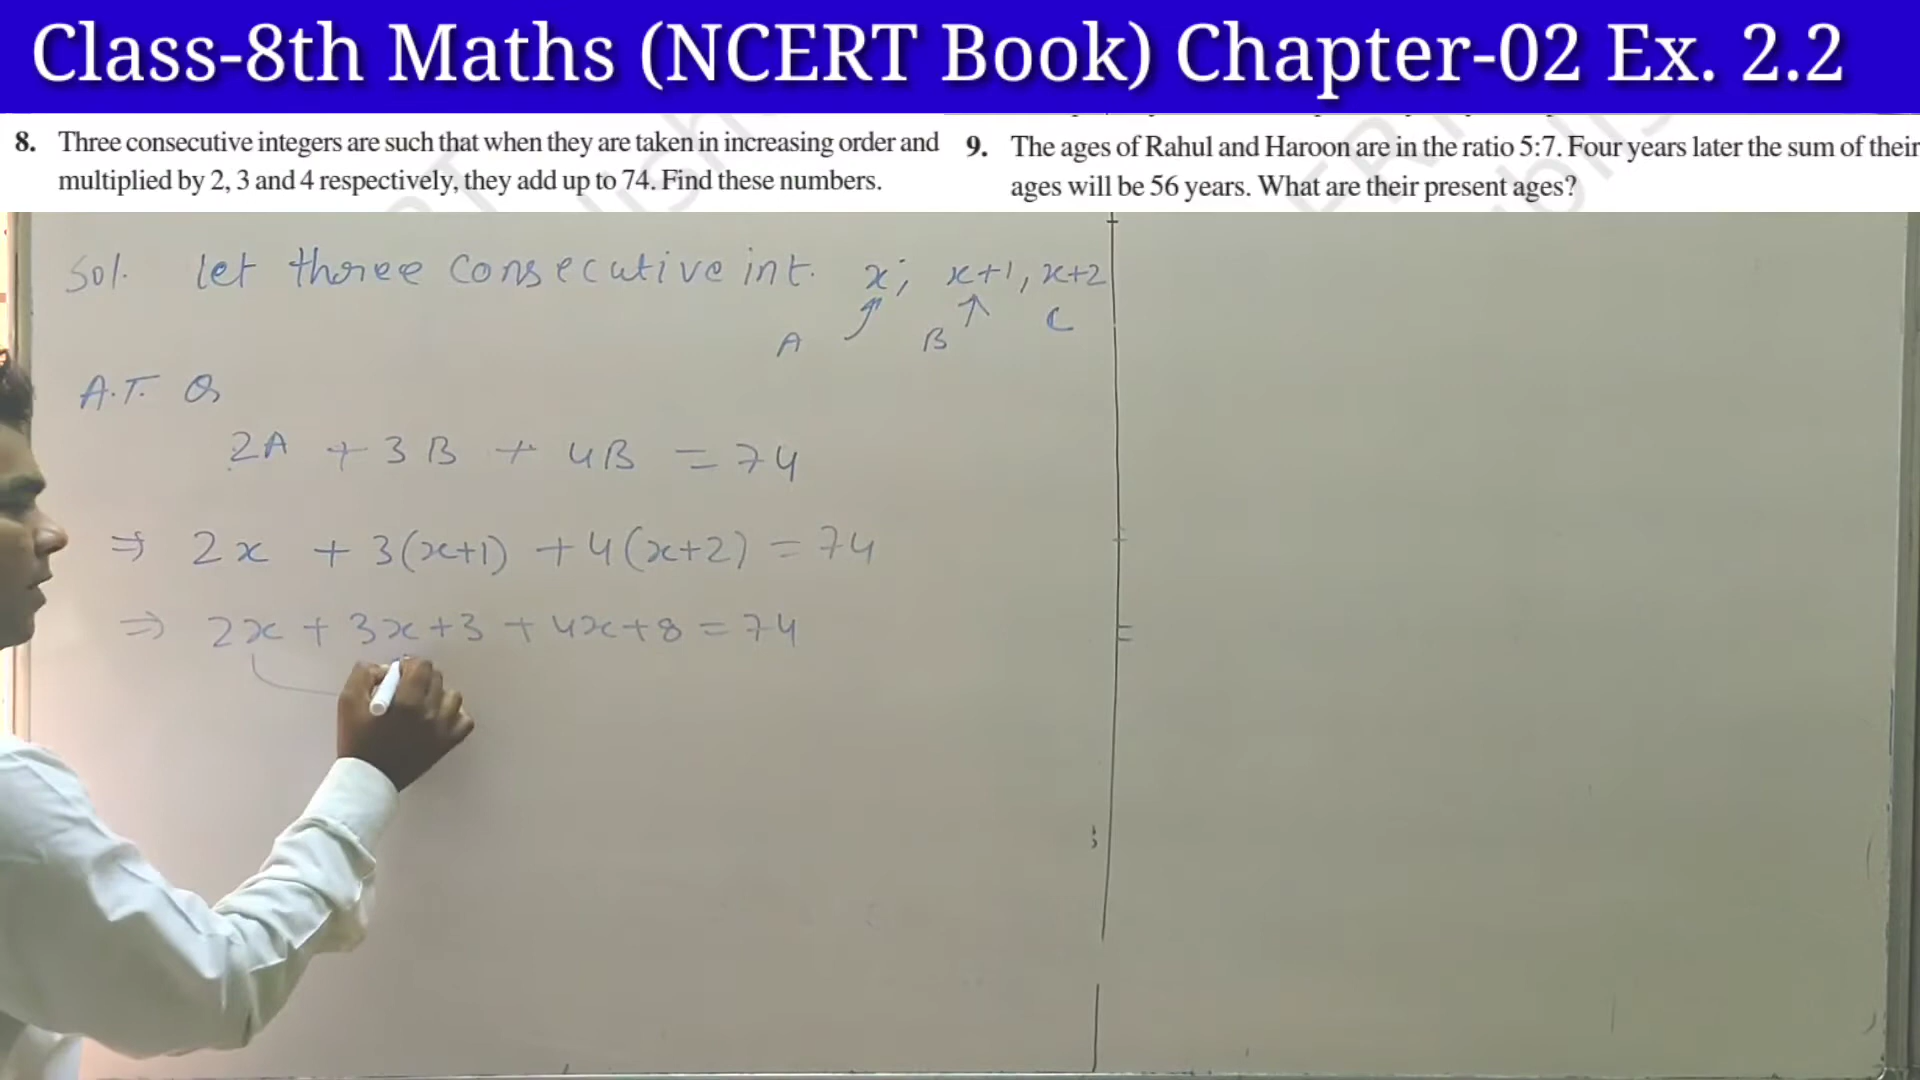 Class-8th Maths (NCERT Book) Chapter-02 Ex. 2.2
8. Three consecutive integers are such that when they are taken in increasing order and
multiplied by 2, 3 and 4 respectively, they add up to 74. Find these numbers.
9. The ages of Rahul and Haroon are in the ratio 5:7. Four years later the sum of their
ages will be 56 years. What are their present ages?
Sol. let three consecutive int. x, x+1, x+2
A B C
A.T. Q
2A + 3B + 4B = 74
⇒ 2x + 3(x+1) + 4(x+2) = 74
⇒ 2x + 3x+3 + 4x+8 = 74